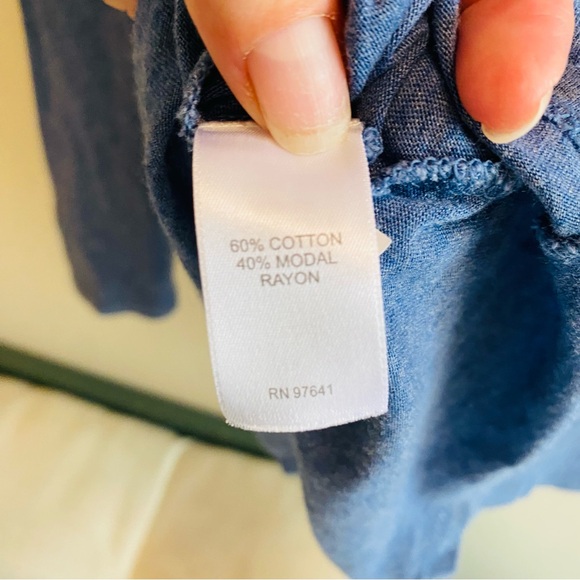 60% COTTON
40% MODAL
RAYON
RN 97641